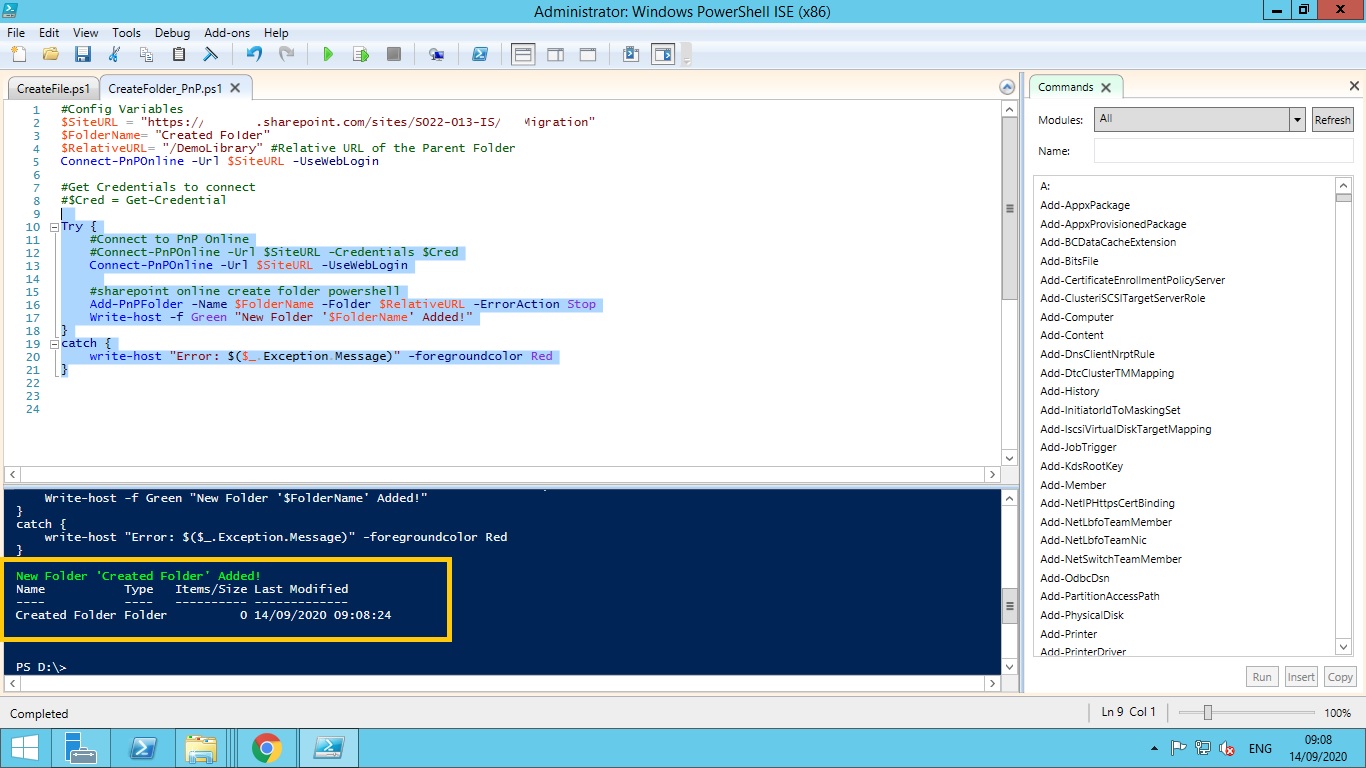 Administrator: Windows PowerShell ISE (x86)
File Edit View Tools Debug Add-ons Help
CreateFile.ps1 CreateFolder_PnP.ps1
1 #Config Variables
2 $SiteURL = "https:// .sharepoint.com/sites/S022-013-IS/ Migration"
3 $FolderName= "Created Folder"
4 $RelativeURL= "/DemoLibrary" #Relative URL of the Parent Folder
5 Connect-PnPOnline -Url $SiteURL -UseWebLogin
6
7 #Get Credentials to connect
8 #$Cred = Get-Credential
9
10 Try {
11 #Connect to PnP Online
12 #Connect-PnPOnline -Url $SiteURL -Credentials $Cred
13 Connect-PnPOnline -Url $SiteURL -UseWebLogin
14
15 #sharepoint online create folder powershell
16 Add-PnPFolder -Name $FolderName -Folder $RelativeURL -ErrorAction Stop
17 Write-host -f Green "New Folder '$FolderName' Added!"
18 }
19 catch {
20 write-host "Error: $($_.Exception.Message)" -foregroundcolor Red
21 }
22
23
24
Write-host -f Green "New Folder '$FolderName' Added!"
}
catch {
write-host "Error: $($_.Exception.Message)" -foregroundcolor Red
}
New Folder 'Created Folder' Added!
Name Type Items/Size Last Modified
---- ---- ---------- -------------
Created Folder Folder 0 14/09/2020 09:08:24
PS D:\>
Commands
Modules: All Refresh
Name:
A:
Add-AppxPackage
Add-AppxProvisionedPackage
Add-BCDataCacheExtension
Add-BitsFile
Add-CertificateEnrollmentPolicyServer
Add-ClusteriSCSITargetServerRole
Add-Computer
Add-Content
Add-DnsClientNrptRule
Add-DtcClusterTMMapping
Add-History
Add-InitiatorIdToMaskingSet
Add-IscsiVirtualDiskTargetMapping
Add-JobTrigger
Add-KdsRootKey
Add-Member
Add-NetIPHttpsCertBinding
Add-NetLbfoTeamMember
Add-NetLbfoTeamNic
Add-NetSwitchTeamMember
Add-OdbcDsn
Add-PartitionAccessPath
Add-PhysicalDisk
Add-Printer
Add-PrinterDriver
Run Insert Copy
Completed
Ln 9 Col 1
100%
ENG
09:08
14/09/2020